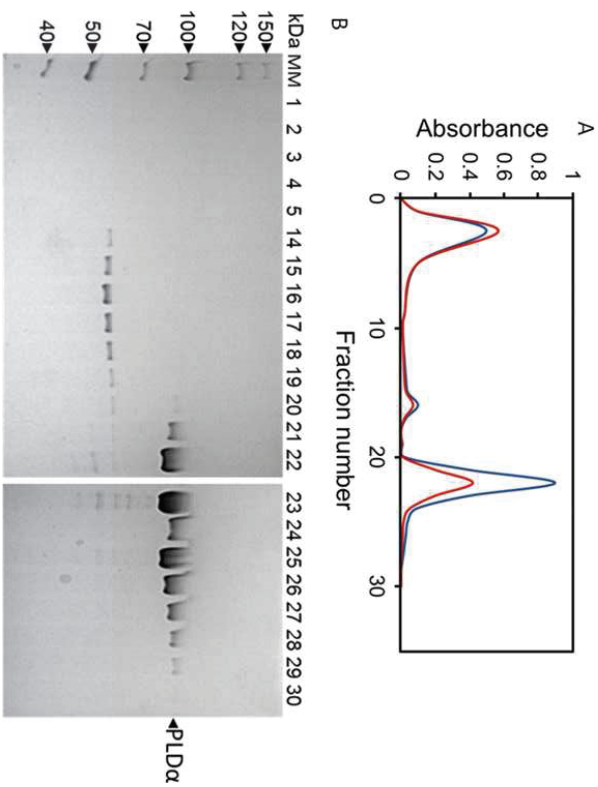 A
Absorbance
1
0.8
0.6
0.4
0.2
0
0 10 20 30
Fraction number
B
kDa MM 1 2 3 4 5 14 15 16 17 18 19 20 21 22 23 24 25 26 27 28 29 30
150▶
120▶
100▶
70▶
50▶
40▶
◀PLDα